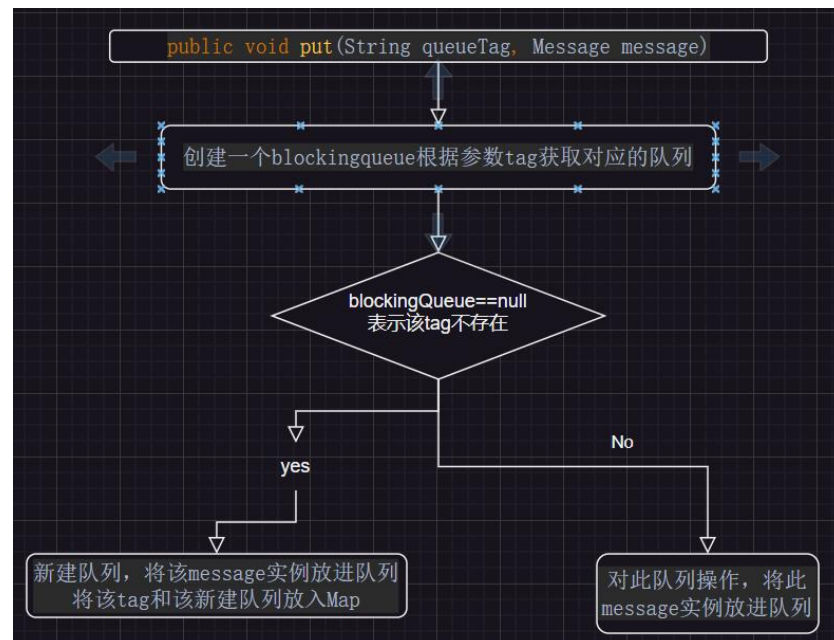 public void put(String queueTag, Message message)
创建一个blockingqueue根据参数tag获取对应的队列
blockingQueue==null
表示该tag不存在
yes
No
新建队列，将该message实例放进队列
将该tag和该新建队列放入Map
对此队列操作，将此
message实例放进队列